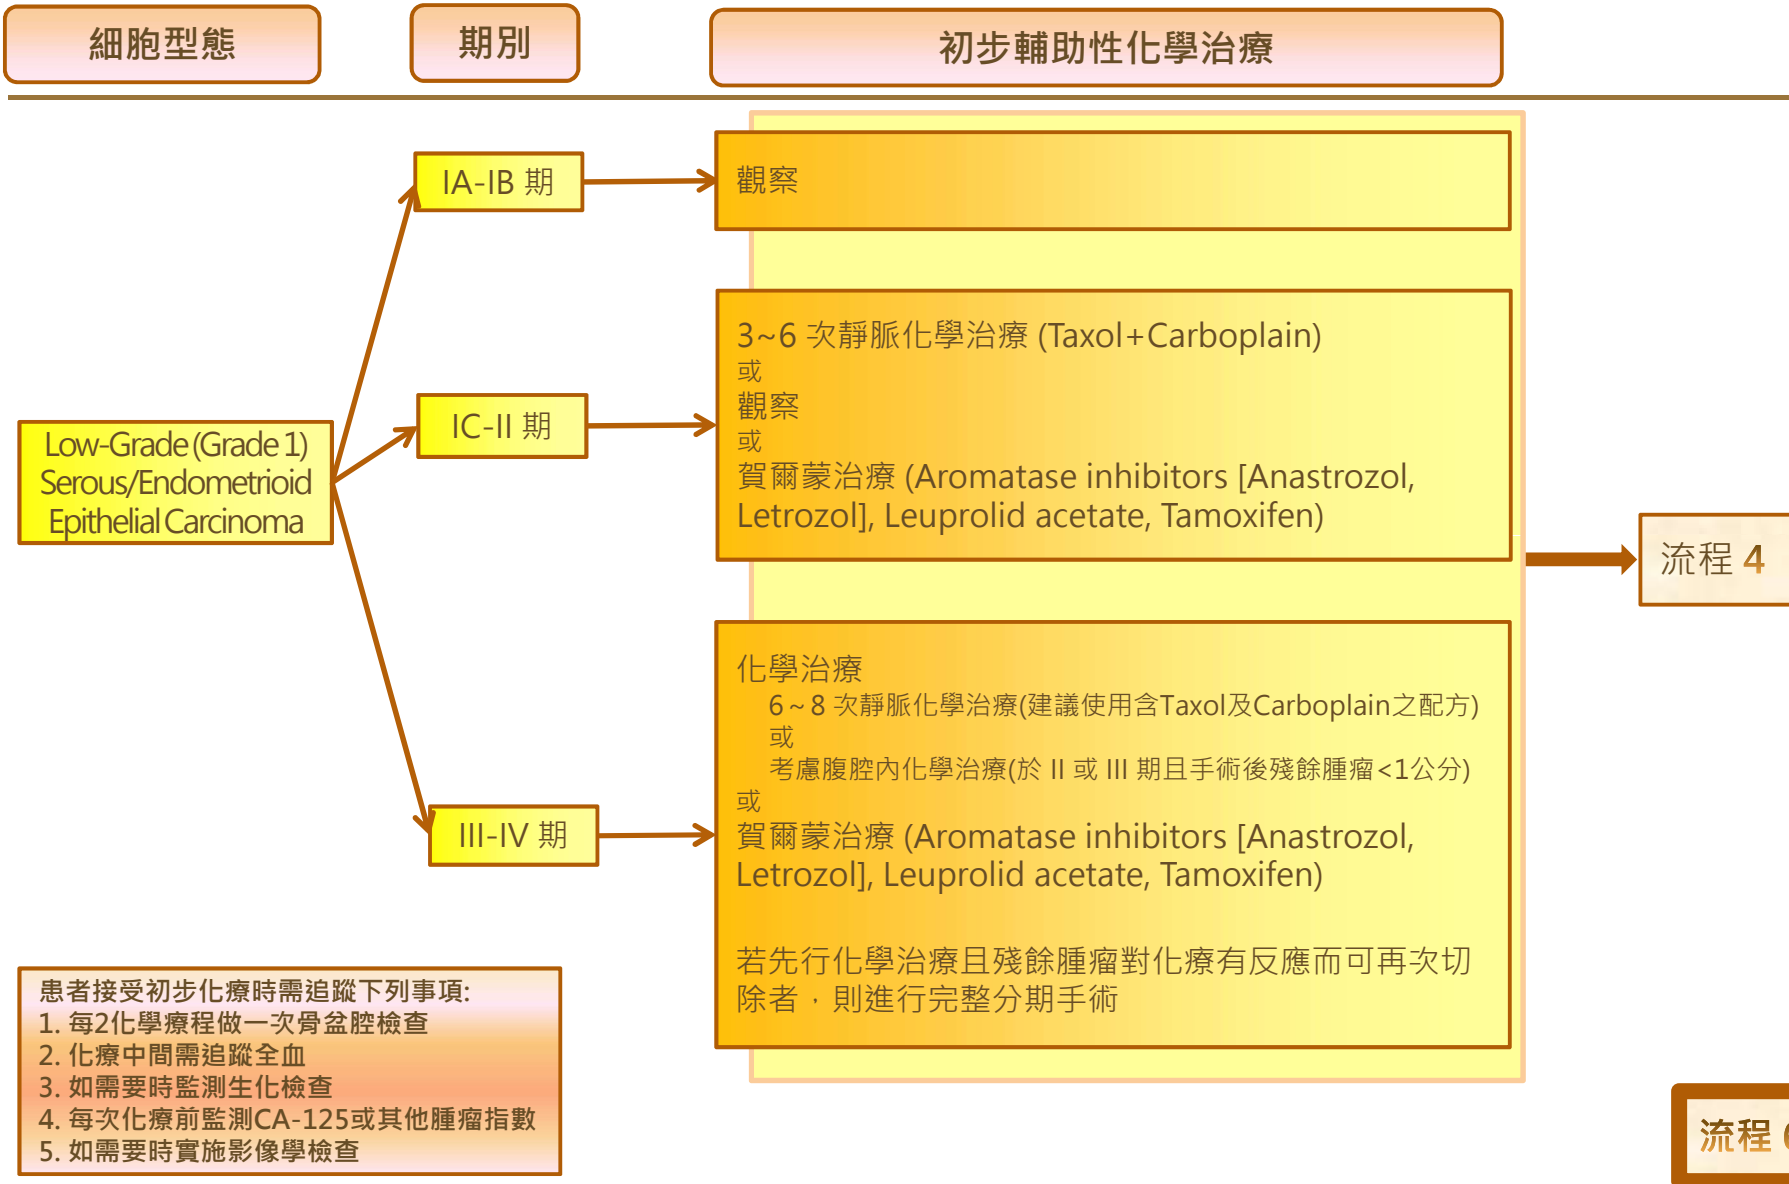 細胞型態
期別
初步輔助性化學治療
IA-IB 期
觀察
IC-II 期
3~6 次靜脈化學治療 (Taxol+Carboplain)
或
觀察
或
賀爾蒙治療 (Aromatase inhibitors [Anastrozol,
Letrozol], Leuprolid acetate, Tamoxifen)
Low-Grade (Grade 1)
Serous/Endometrioid
Epithelial Carcinoma
流程 4
III-IV 期
化學治療
6~8 次靜脈化學治療(建議使用含Taxol及Carboplain之配方)
或
考慮腹腔內化學治療(於 II 或 III 期且手術後殘餘腫瘤<1公分)
或
賀爾蒙治療 (Aromatase inhibitors [Anastrozol,
Letrozol], Leuprolid acetate, Tamoxifen)
若先行化學治療且殘餘腫瘤對化療有反應而可再次切
除者，則進行完整分期手術
患者接受初步化療時需追蹤下列事項:
1. 每2化學療程做一次骨盆腔檢查
2. 化療中間需追蹤全血
3. 如需要時監測生化檢查
4. 每次化療前監測CA-125或其他腫瘤指數
5. 如需要時實施影像學檢查
流程